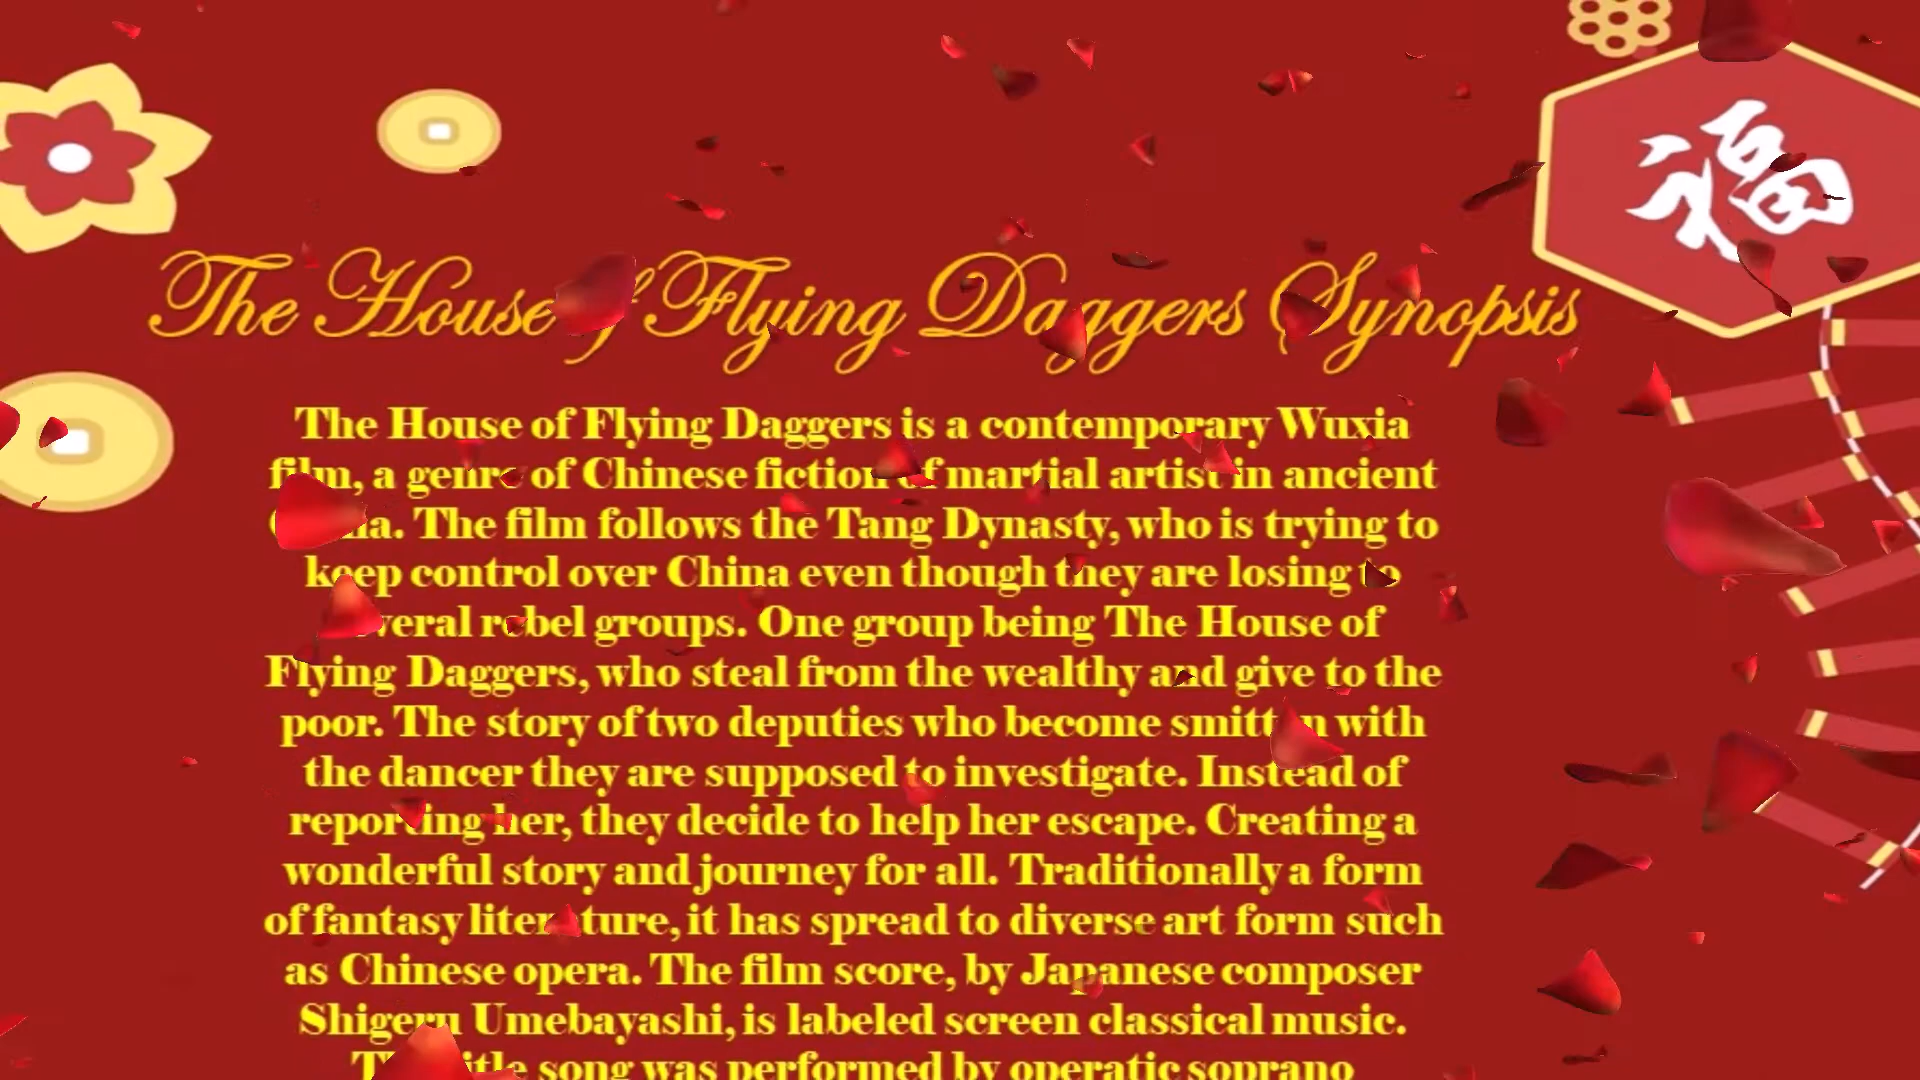 福
The House of Flying Daggers Synopsis
The House of Flying Daggers is a contemporary Wuxia
film, a genre of Chinese fiction of martial artist in ancient
China. The film follows the Tang Dynasty, who is trying to
keep control over China even though they are losing to
several rebel groups. One group being The House of
Flying Daggers, who steal from the wealthy and give to the
poor. The story of two deputies who become smitten with
the dancer they are supposed to investigate. Instead of
reporting her, they decide to help her escape. Creating a
wonderful story and journey for all. Traditionally a form
of fantasy literature, it has spread to diverse art form such
as Chinese opera. The film score, by Japanese composer
Shigeru Umebayashi, is labeled screen classical music.
The title song was performed by operatic soprano